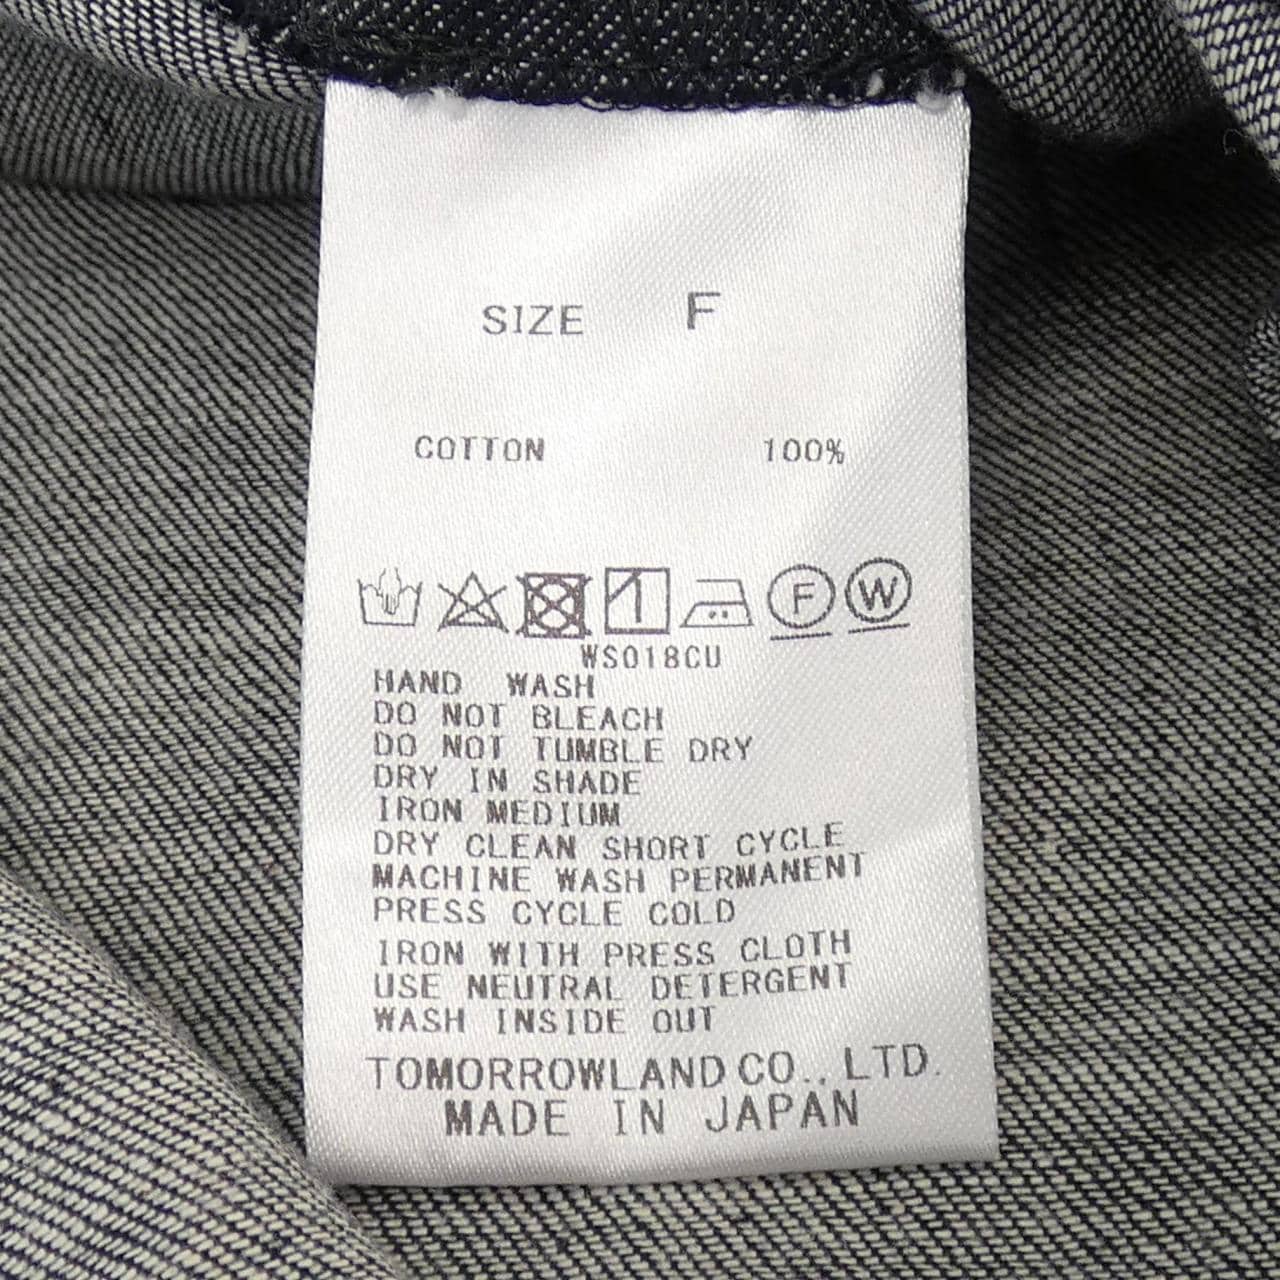 SIZE F
COTTON 100%
F W
WS018CU
HAND WASH
DO NOT BLEACH
DO NOT TUMBLE DRY
DRY IN SHADE
IRON MEDIUM
DRY CLEAN SHORT CYCLE
MACHINE WASH PERMANENT
PRESS CYCLE COLD
IRON WITH PRESS CLOTH
USE NEUTRAL DETERGENT
WASH INSIDE OUT
TOMORROWLAND CO., LTD.
MADE IN JAPAN